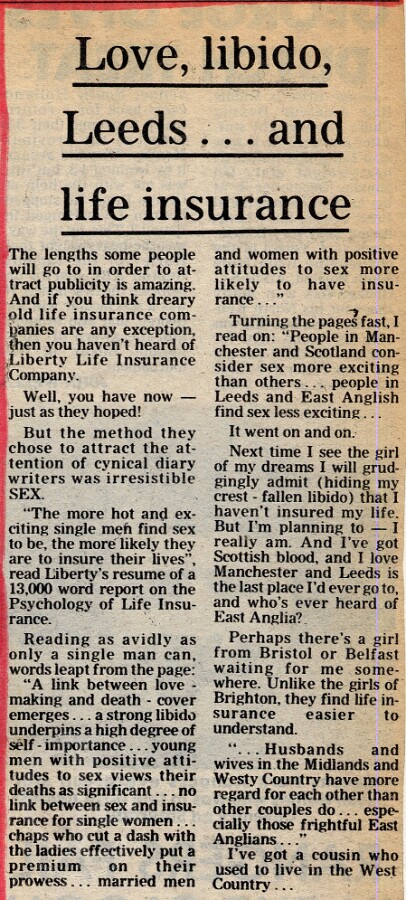 Love, libido,
Leeds . . . and
life insurance
The lengths some people
will go to in order to at-
tract publicity is amazing.
And if you think dreary
old life insurance com-
panies are any exception,
then you haven't heard of
Liberty Life Insurance
Company.
Well, you have now —
just as they hoped!
But the method they
chose to attract the at-
tention of cynical diary
writers was irresistible
SEX.
"The more hot and ex-
citing single men find sex
to be, the more likely they
are to insure their lives",
read Liberty's resume of a
13,000 word report on the
Psychology of Life Insu-
rance.
Reading as avidly as
only a single man can,
words leapt from the page:
"A link between love -
making and death - cover
emerges . . . a strong libido
underpins a high degree of
self - importance . . . young
men with positive atti-
tudes to sex views their
deaths as significant . . . no
link between sex and insu-
rance for single women . . .
chaps who cut a dash with
the ladies effectively put a
premium on their
prowess . . . married men
and women with positive
attitudes to sex more
likely to have insu-
rance . . ."
Turning the pages fast, I
read on: "People in Man-
chester and Scotland con-
sider sex more exciting
than others . . . people in
Leeds and East Anglish
find sex less exciting . . .
It went on and on.
Next time I see the girl
of my dreams I will grud-
gingly admit (hiding my
crest - fallen libido) that I
haven't insured my life.
But I'm planning to — I
really am. And I've got
Scottish blood, and I love
Manchester and Leeds is
the last place I'd ever go to,
and who's ever heard of
East Anglia?
Perhaps there's a girl
from Bristol or Belfast
waiting for me some-
where. Unlike the girls of
Brighton, they find life in-
surance easier to
understand.
". . . Husbands and
wives in the Midlands and
Westy Country have more
regard for each other than
other couples do . . . espe-
cially those frightful East
Anglians . . ."
I've got a cousin who
used to live in the West
Country . . .